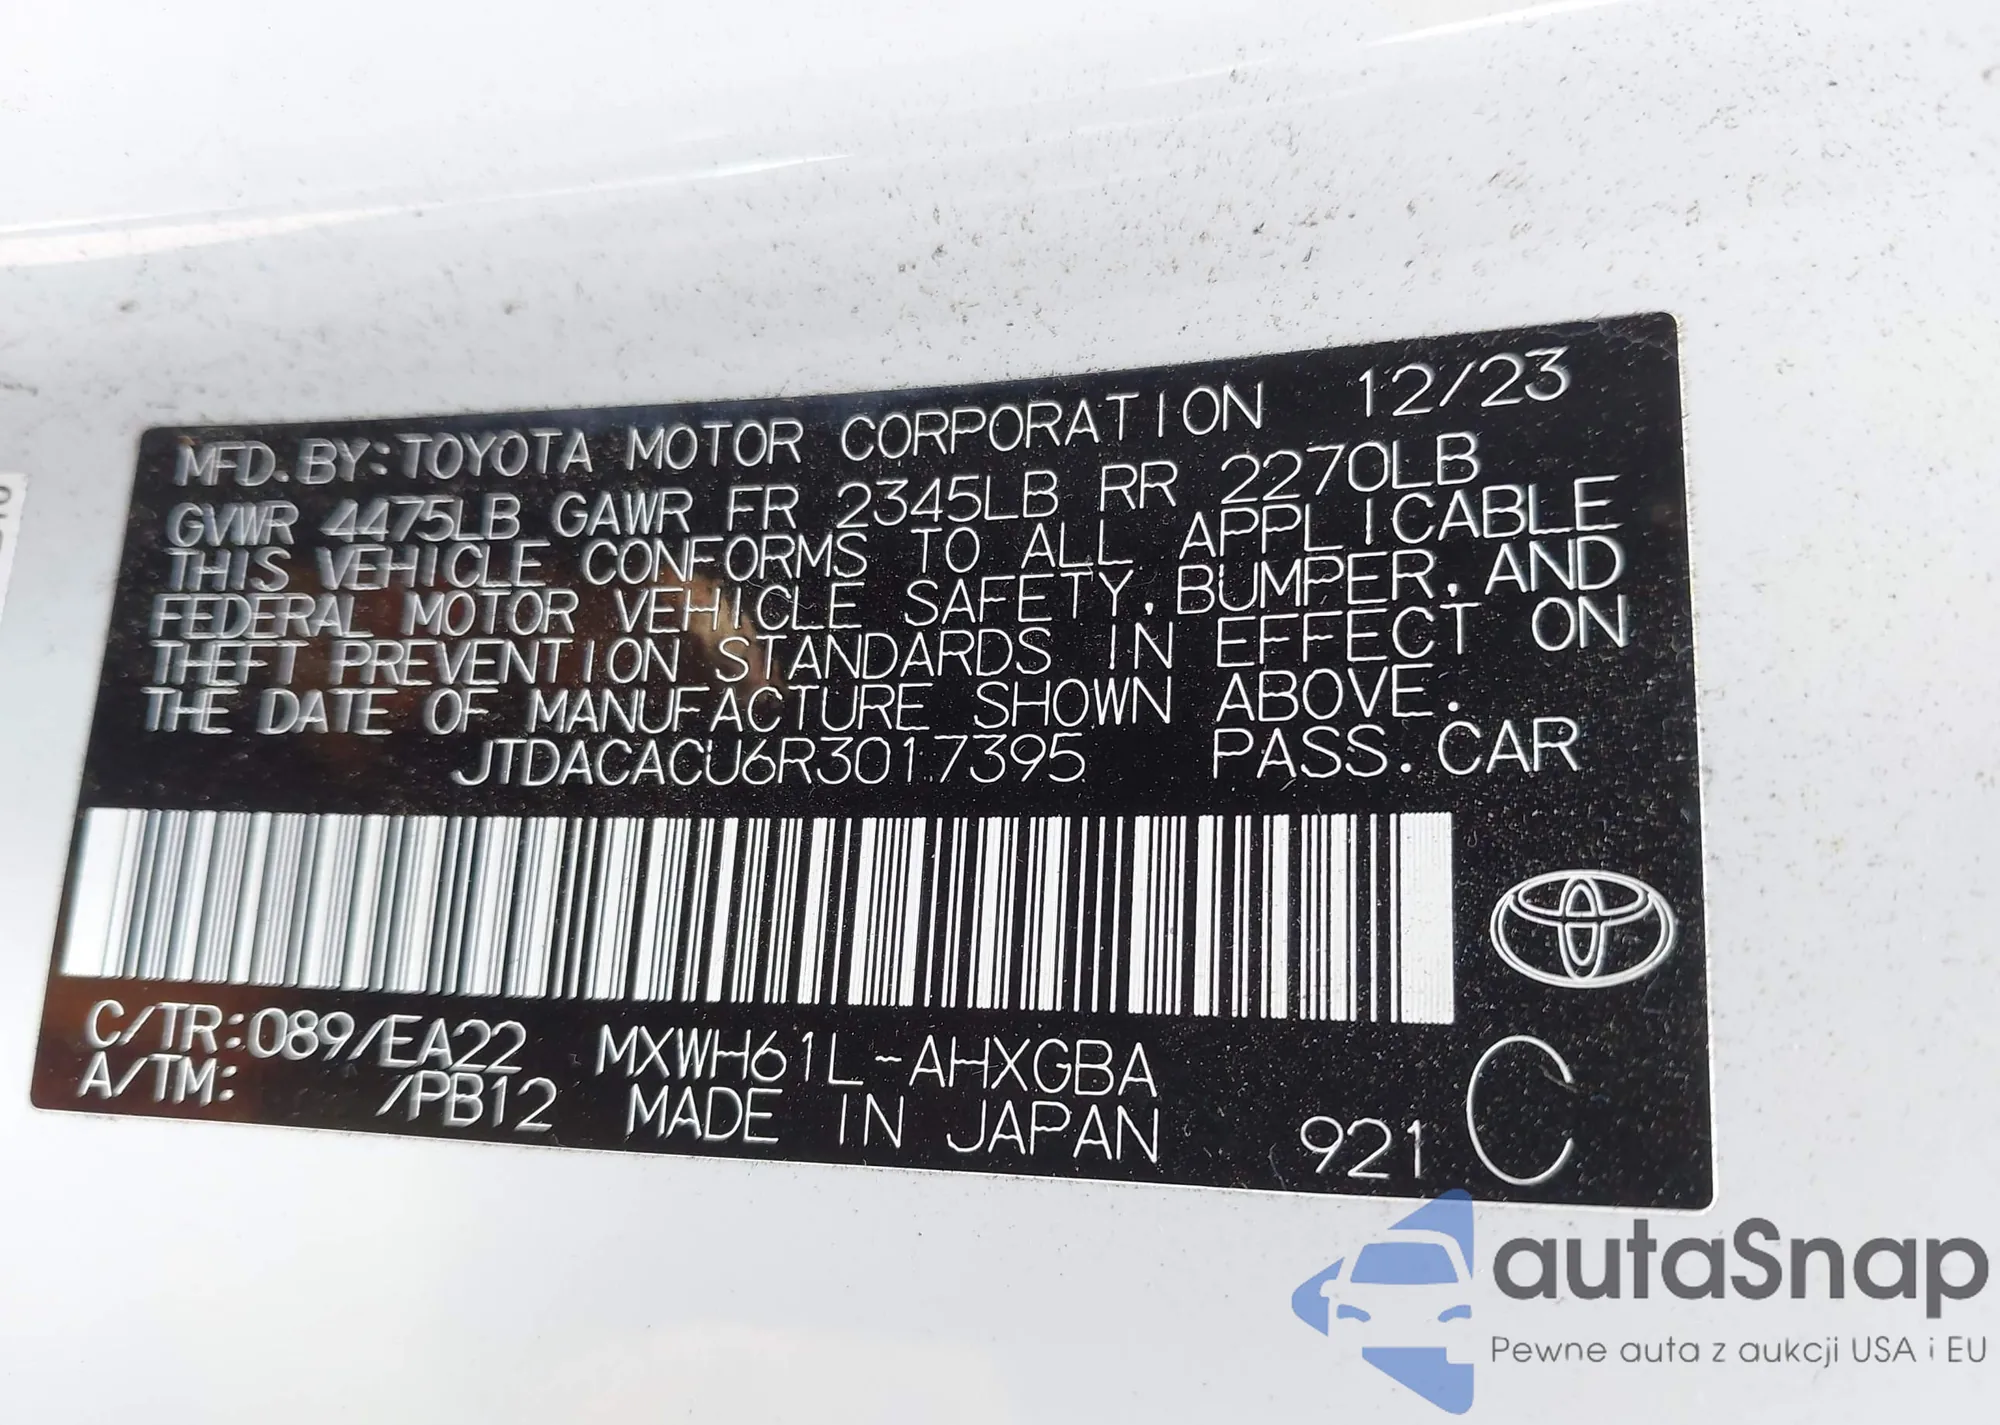 MFD. BY: TOYOTA MOTOR CORPORATION 12/23
GVWR 4475LB GAWR FR 2345LB RR 2270LB
THIS VEHICLE CONFORMS TO ALL APPLICABLE
FEDERAL MOTOR VEHICLE SAFETY, BUMPER, AND
THEFT PREVENTION STANDARDS IN EFFECT ON
THE DATE OF MANUFACTURE SHOWN ABOVE.
JTDACACU6R3017395 PASS. CAR
C/TR:089/EA22 MXWH61L-AHXGBA
A/TM: /PB12 MADE IN JAPAN 921 C
autaSnap
Pewne auta z aukcji USA i EU